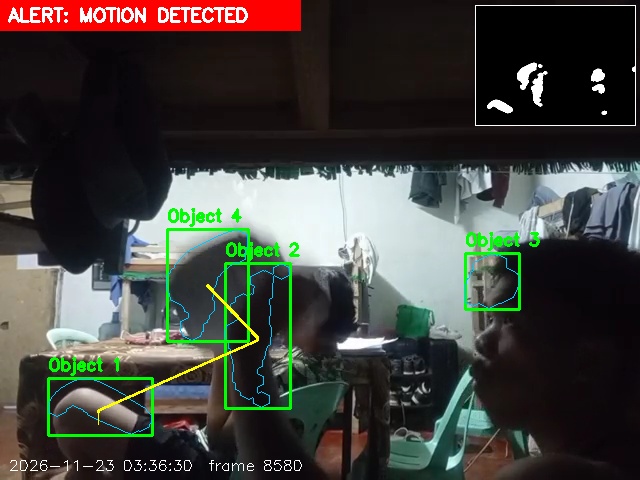 ALERT: MOTION DETECTED
Object 4
Object 2
Object 3
Object 1
2026-11-23 03:36:30 frame 8580